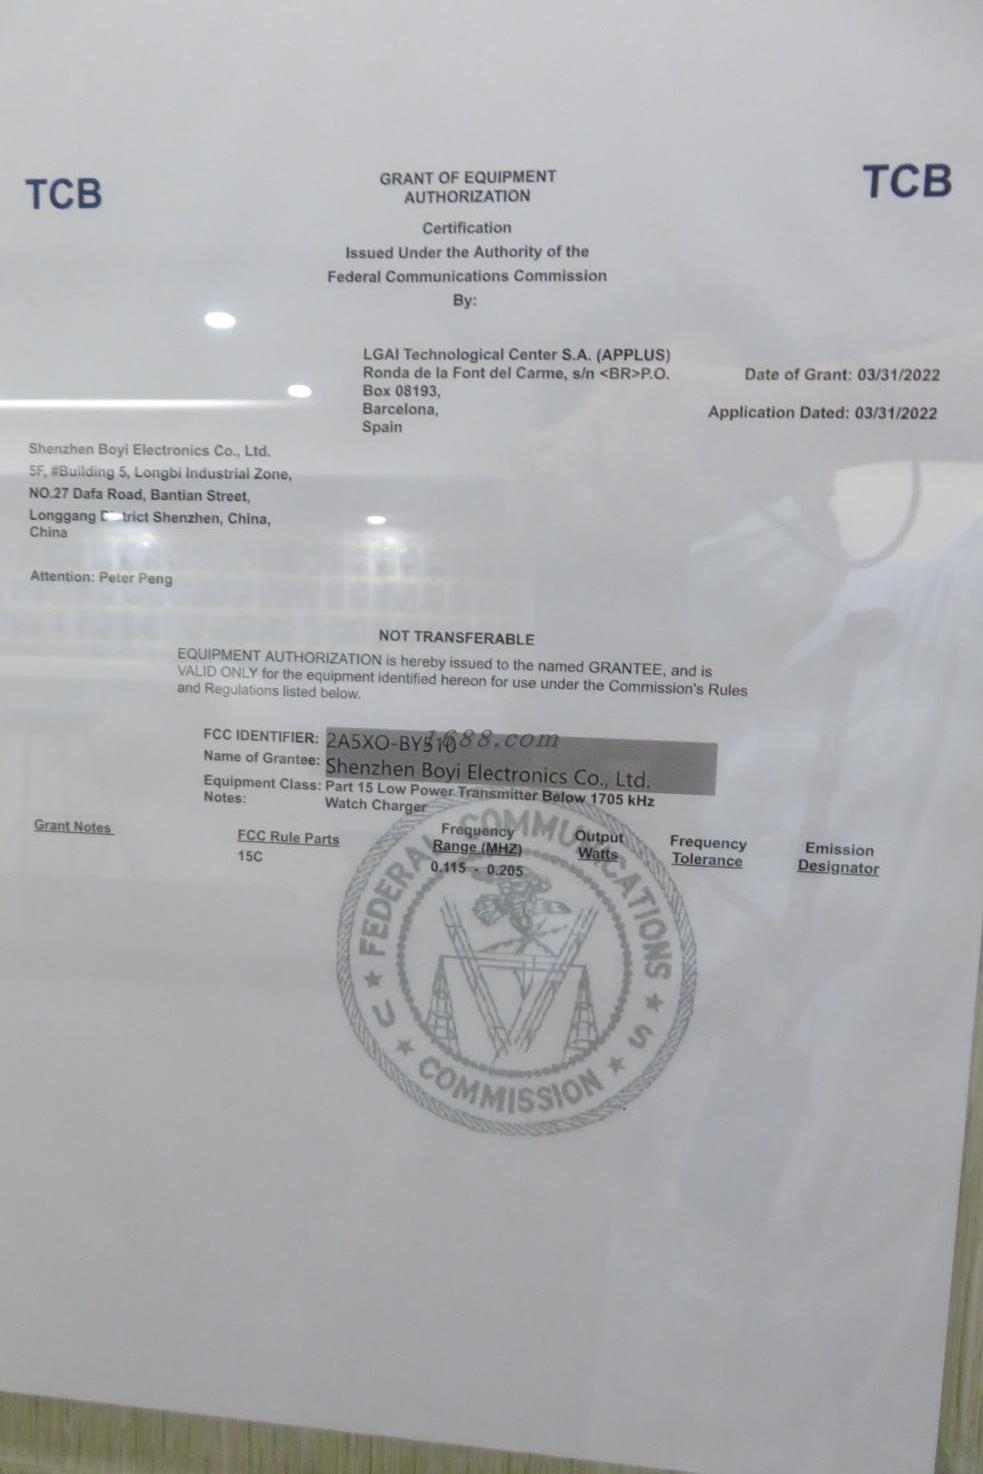 TCB
GRANT OF EQUIPMENT
AUTHORIZATION
TCB
Certification
Issued Under the Authority of the
Federal Communications Commission
By:
LGAI Technological Center S.A. (APPLUS)
Ronda de la Font del Carme, s/n <BR>P.O.
Box 08193,
Barcelona,
Spain
Date of Grant: 03/31/2022
Application Dated: 03/31/2022
Shenzhen Boyi Electronics Co., Ltd.
5F, #Building 5, Longbi Industrial Zone,
NO.27 Dafa Road, Bantian Street,
Longgang District Shenzhen, China,
China
Attention: Peter Peng
NOT TRANSFERABLE
EQUIPMENT AUTHORIZATION is hereby issued to the named GRANTEE, and is
VALID ONLY for the equipment identified hereon for use under the Commission's Rules
and Regulations listed below.
FCC IDENTIFIER: 2A5XO-BY510
1688.com
Name of Grantee: Shenzhen Boyi Electronics Co., Ltd.
Equipment Class: Part 15 Low Power Transmitter Below 1705 kHz
Notes: Watch Charger
Grant Notes
FCC Rule Parts
Frequency
Range (MHZ)
Output
Watts
Frequency
Tolerance
Emission
Designator
15C
0.115 - 0.205
FEDERAL COMMUNICATIONS COMMISSION
U S